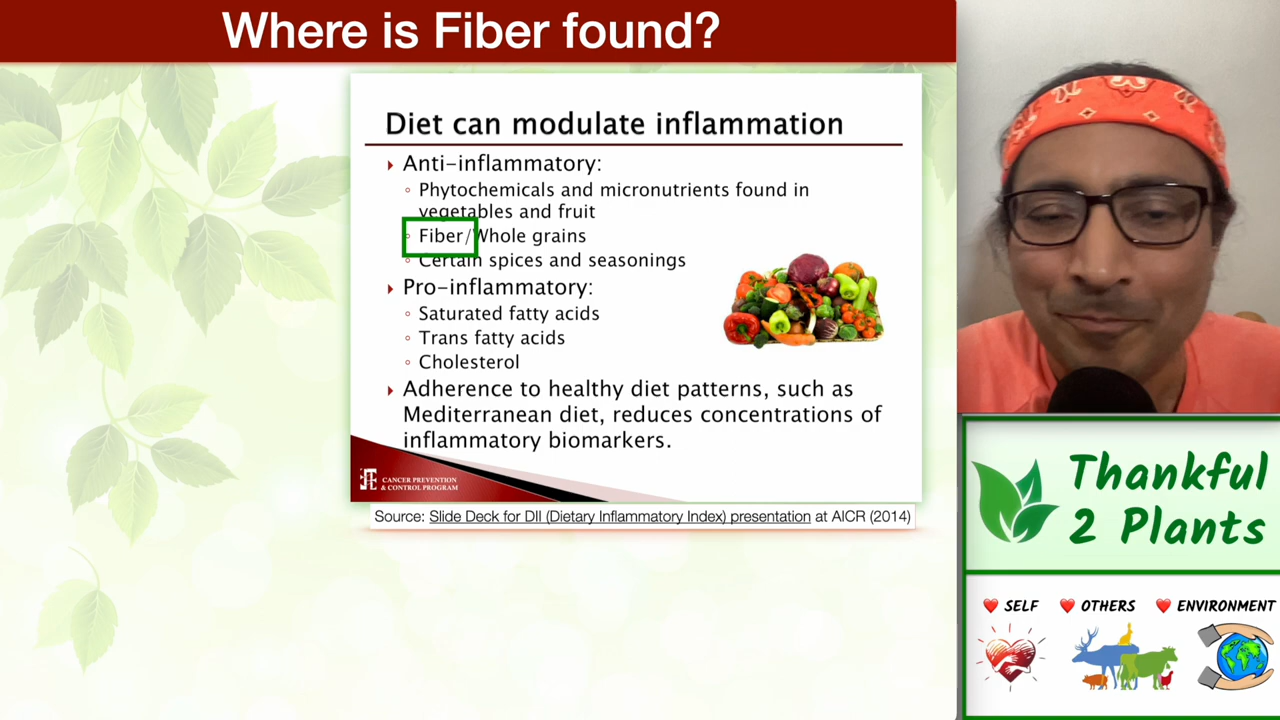 Where is Fiber found?
Diet can modulate inflammation
Anti-inflammatory:
Phytochemicals and micronutrients found in
vegetables and fruit
Fiber/Whole grains
Certain spices and seasonings
Pro-inflammatory:
Saturated fatty acids
Trans fatty acids
Cholesterol
Adherence to healthy diet patterns, such as
Mediterranean diet, reduces concentrations of
inflammatory biomarkers.
CANCER PREVENTION
& CONTROL PROGRAM
Source: Slide Deck for DII (Dietary Inflammatory Index) presentation at AICR (2014)
Thankful
2 Plants
SELF
OTHERS
ENVIRONMENT